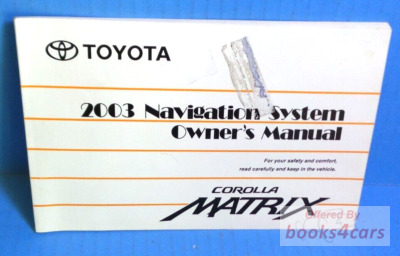 TOYOTA
2003 Navigation System
Owner's Manual
For your safety and comfort,
read carefully and keep in the vehicle.
COROLLA
MATRIX
Offered By
books4cars